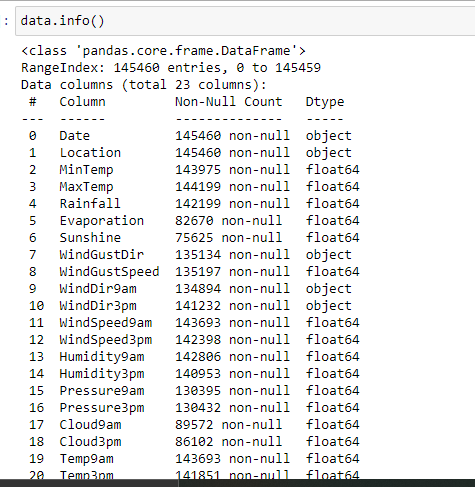 : data.info()
<class 'pandas.core.frame.DataFrame'>
RangeIndex: 145460 entries, 0 to 145459
Data columns (total 23 columns):
 #   Column         Non-Null Count   Dtype
---  ------         --------------   -----
 0   Date           145460 non-null  object
 1   Location       145460 non-null  object
 2   MinTemp        143975 non-null  float64
 3   MaxTemp        144199 non-null  float64
 4   Rainfall       142199 non-null  float64
 5   Evaporation    82670 non-null   float64
 6   Sunshine       75625 non-null   float64
 7   WindGustDir    135134 non-null  object
 8   WindGustSpeed  135197 non-null  float64
 9   WindDir9am     134894 non-null  object
 10  WindDir3pm     141232 non-null  object
 11  WindSpeed9am   143693 non-null  float64
 12  WindSpeed3pm   142398 non-null  float64
 13  Humidity9am    142806 non-null  float64
 14  Humidity3pm    140953 non-null  float64
 15  Pressure9am    130395 non-null  float64
 16  Pressure3pm    130432 non-null  float64
 17  Cloud9am       89572 non-null   float64
 18  Cloud3pm       86102 non-null   float64
 19  Temp9am        143693 non-null  float64
 20  Temp3pm        141851 non-null  float64